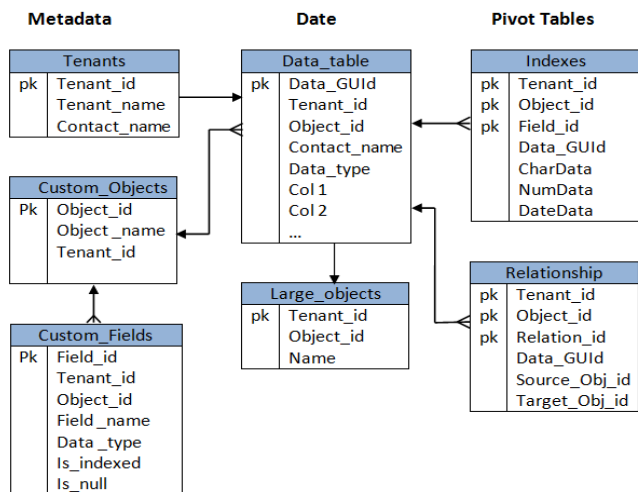 Metadata
Tenants
pk Tenant_id
Tenant_name
Contact_name
Custom_Objects
Pk Object_id
Object _name
Tenant_id
Custom_Fields
Pk Field_id
Tenant_id
Object_id
Field _name
Data _type
Is_indexed
Is_null
Date
Data_table
pk Data_GUId
Tenant_id
Object_id
Contact_name
Data_type
Col 1
Col 2
...
Large_objects
pk Tenant_id
Object_id
Name
Pivot Tables
Indexes
pk Tenant_id
pk Object_id
pk Field_id
Data_GUId
CharData
NumData
DateData
Relationship
pk Tenant_id
pk Object_id
pk Relation_id
Data_GUId
Source_Obj_id
Target_Obj_id